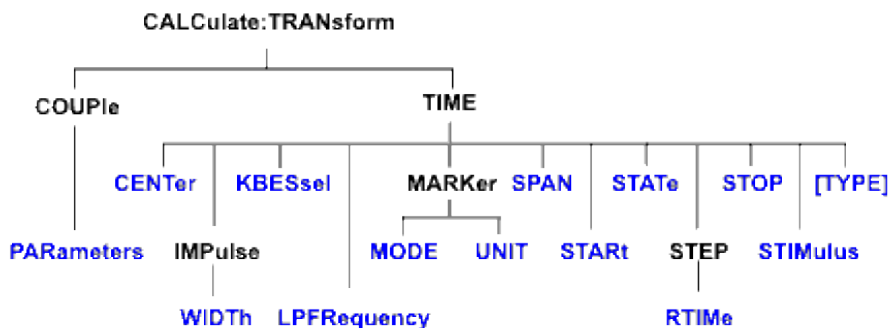 CALCulate:TRANsform
COUPle TIME
CENTer KBESsel MARKer SPAN STATe STOP [TYPE]
PARameters IMPulse MODE UNIT STARt STEP STIMulus
WIDTh LPFRequency RTIMe